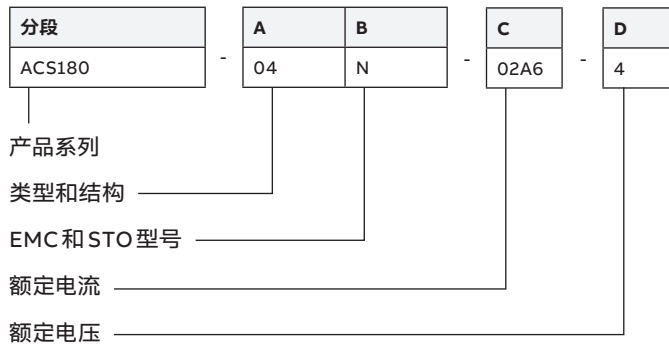 分段 A B C D
ACS180 - 04 N - 02A6 - 4
产品系列
类型和结构
EMC和STO型号
额定电流
额定电压